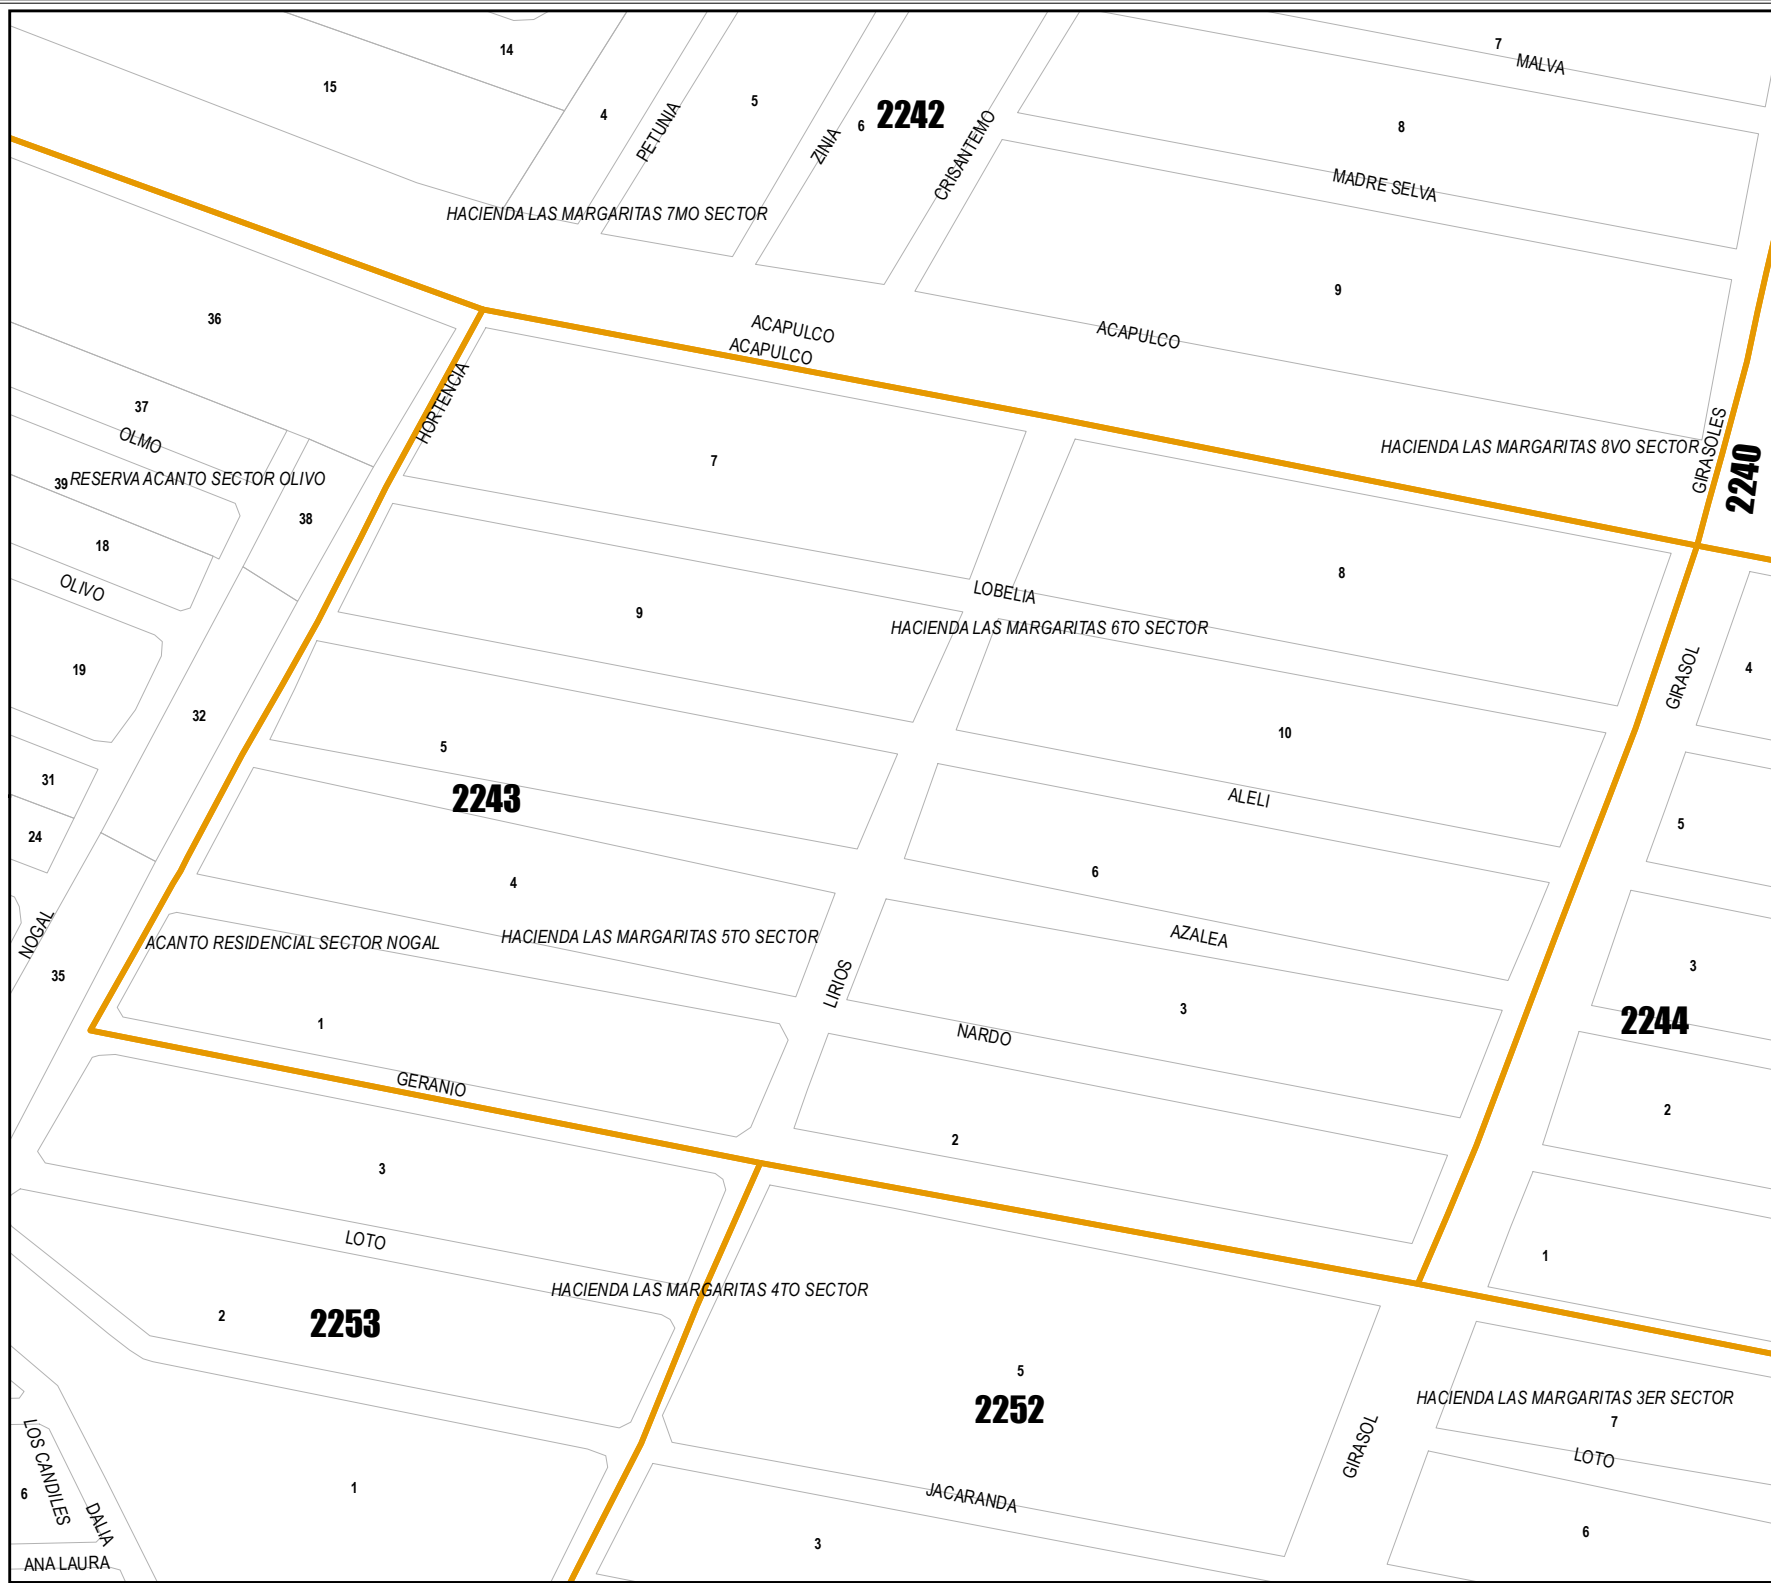 7
MALVA
14
15
4
PETUNIA
5
ZINIA
6
2242
CRISANTEMO
8
MADRE SELVA
HACIENDA LAS MARGARITAS 7MO SECTOR
9
36
ACAPULCO
ACAPULCO
ACAPULCO
HORTENCIA
37
OLMO
GIRASOLES
HACIENDA LAS MARGARITAS 8VO SECTOR
2240
7
39
RESERVA ACANTO SECTOR OLIVO
38
18
OLIVO
8
LOBELIA
9
HACIENDA LAS MARGARITAS 6TO SECTOR
19
GIRASOL
4
32
5
10
31
2243
ALELI
24
5
4
6
NOGAL
ACANTO RESIDENCIAL SECTOR NOGAL
HACIENDA LAS MARGARITAS 5TO SECTOR
AZALEA
35
LIRIOS
3
3
1
NARDO
2244
GERANIO
2
2
3
LOTO
1
HACIENDA LAS MARGARITAS 4TO SECTOR
2
2253
5
2252
HACIENDA LAS MARGARITAS 3ER SECTOR
7
GIRASOL
LOTO
LOS CANDILES
6
DALIA
1
JACARANDA
3
6
ANA LAURA